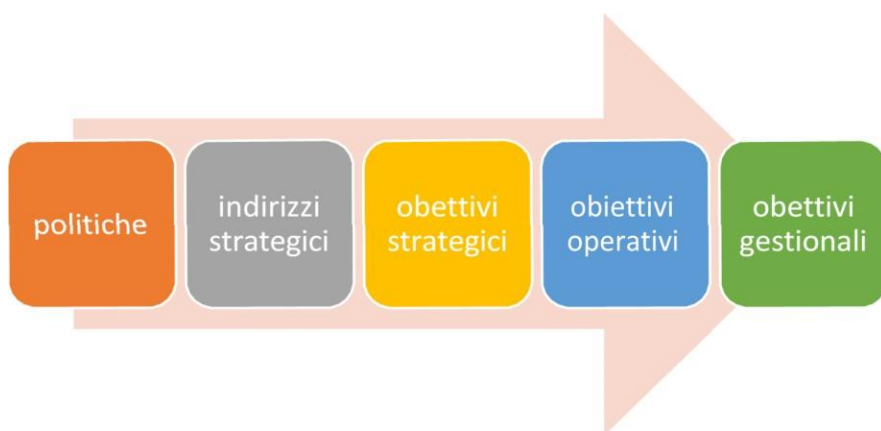 politiche
indirizzi
strategici
obettivi
strategici
obiettivi
operativi
obettivi
gestionali